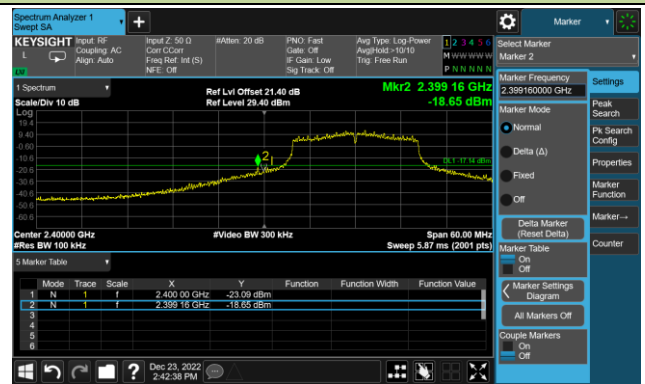 Spectrum Analyzer 1
Swept SA
Marker
KEYSIGHT
L
Input: RF
Coupling: AC
Align: Auto
Input Z: 50 Ω
Corr CCorr
Freq Ref: Int (S)
NFE: Off
#Atten: 20 dB
PNO: Fast
Gate: Off
IF Gain: Low
Sig Track: Off
Avg Type: Log-Power
Avg|Hold:>10/10
Trig: Free Run
1 2 3 4 5 6
M W W W W W
P N N N N N
Select Marker
Marker 2
1 Spectrum
Scale/Div 10 dB
Ref Lvl Offset 21.40 dB
Ref Level 29.40 dBm
Mkr2 2.399 16 GHz
-18.65 dBm
Log
19.4
9.40
-0.60
-10.6
-20.6
-30.6
-40.6
-50.6
-60.6
2
1
DL1 -17.14 dBm
Center 2.40000 GHz
#Res BW 100 kHz
#Video BW 300 kHz
Span 60.00 MHz
Sweep 5.87 ms (2001 pts)
5 Marker Table
Mode Trace Scale X Y Function Function Width Function Value
1 N 1 f 2.400 00 GHz -23.09 dBm
2 N 1 f 2.399 16 GHz -18.65 dBm
3
4
5
6
Marker Frequency
2.399160000 GHz
Marker Mode
Normal
Delta (Δ)
Fixed
Off
Delta Marker
(Reset Delta)
Marker Table
On
Off
Marker Settings
Diagram
All Markers Off
Couple Markers
On
Off
Settings
Peak
Search
Pk Search
Config
Properties
Marker
Function
Marker→
Counter
Dec 23, 2022
2:42:38 PM